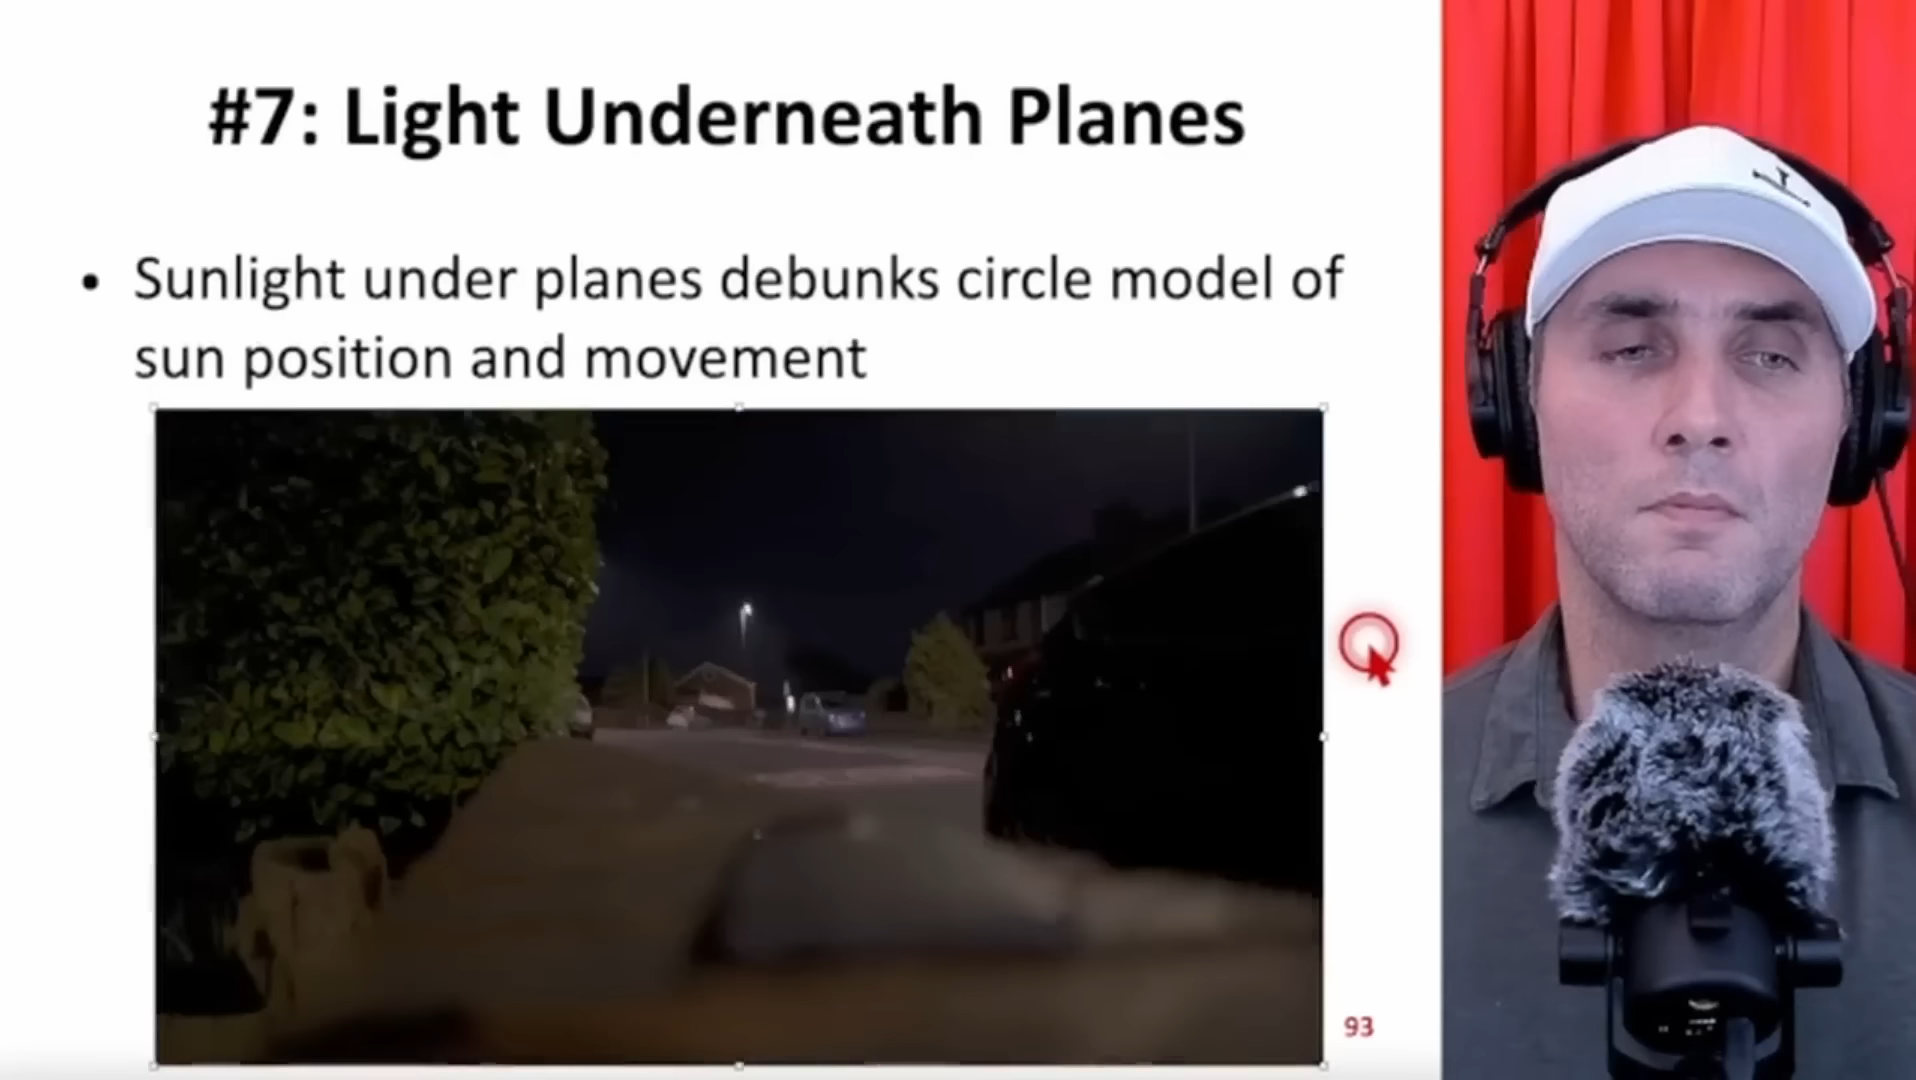 #7: Light Underneath Planes
• Sunlight under planes debunks circle model of
sun position and movement
93